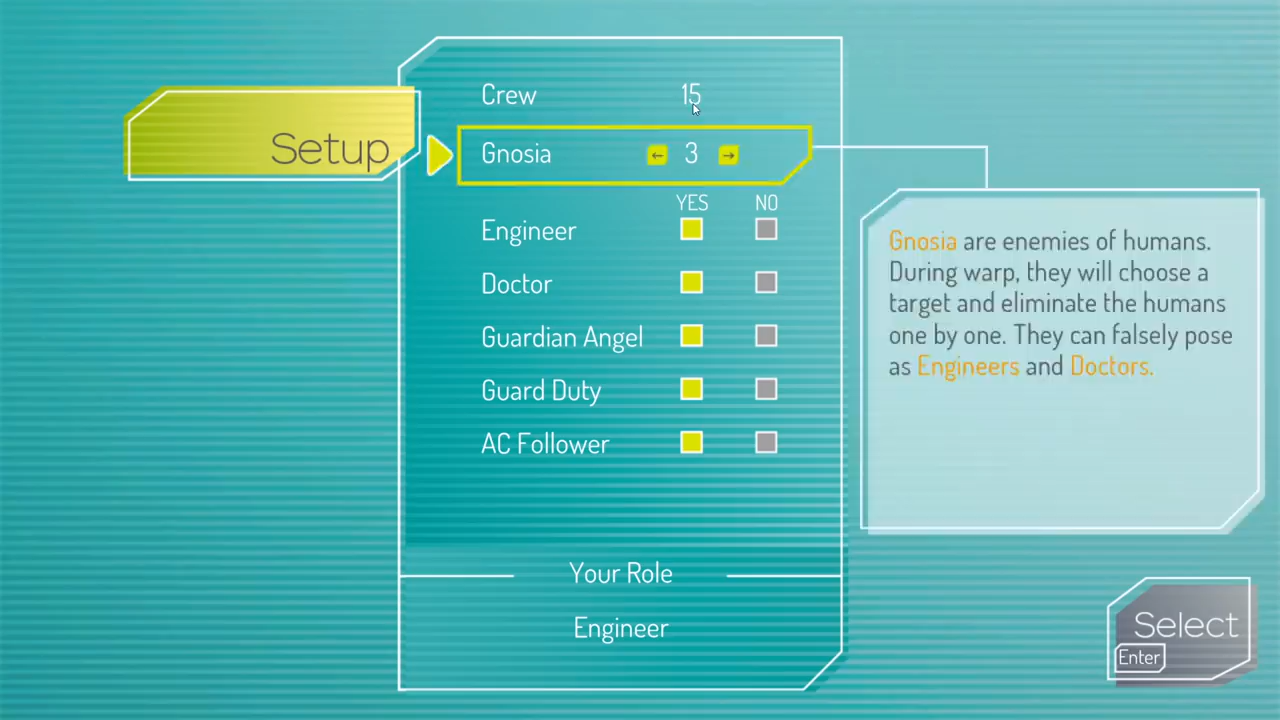 Setup
Crew 15
Gnosia ← 3 →
YES NO
Engineer
Doctor
Guardian Angel
Guard Duty
AC Follower
Your Role
Engineer
Gnosia are enemies of humans.
During warp, they will choose a
target and eliminate the humans
one by one. They can falsely pose
as Engineers and Doctors.
Select
Enter